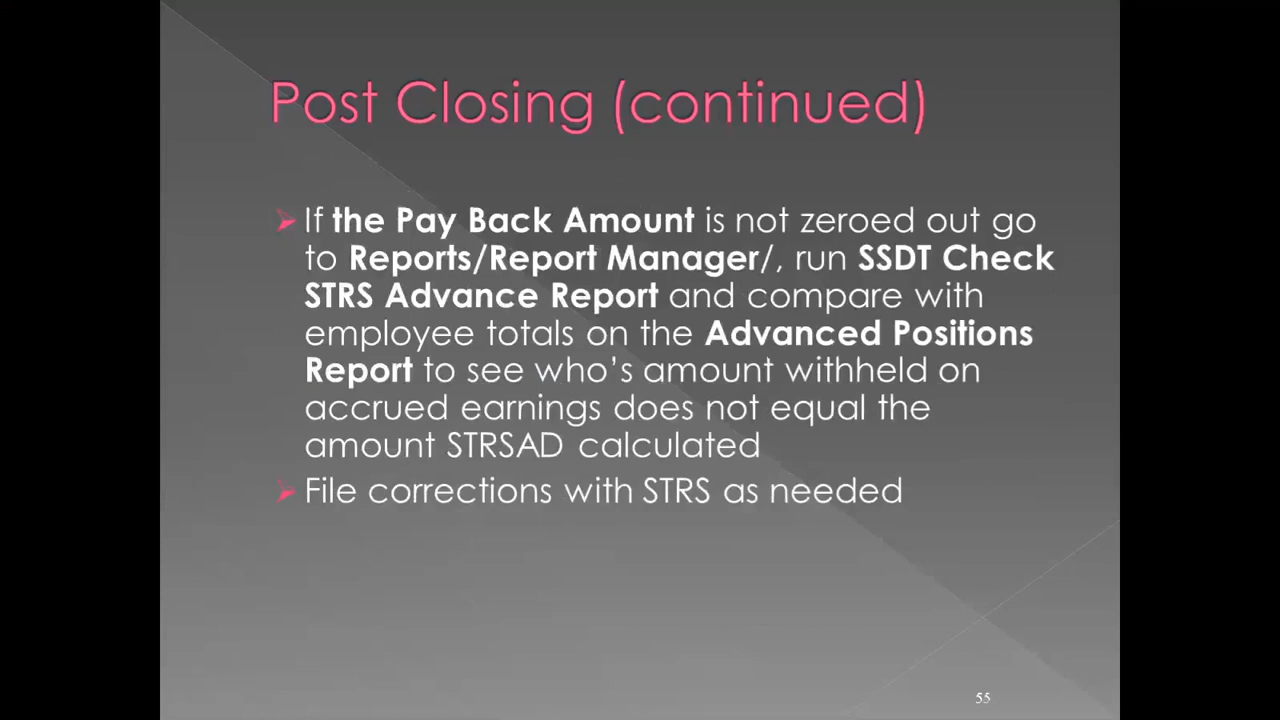 Post Closing (continued)
If the Pay Back Amount is not zeroed out go
to Reports/Report Manager/, run SSDT Check
STRS Advance Report and compare with
employee totals on the Advanced Positions
Report to see who’s amount withheld on
accrued earnings does not equal the
amount STRSAD calculated
File corrections with STRS as needed
55